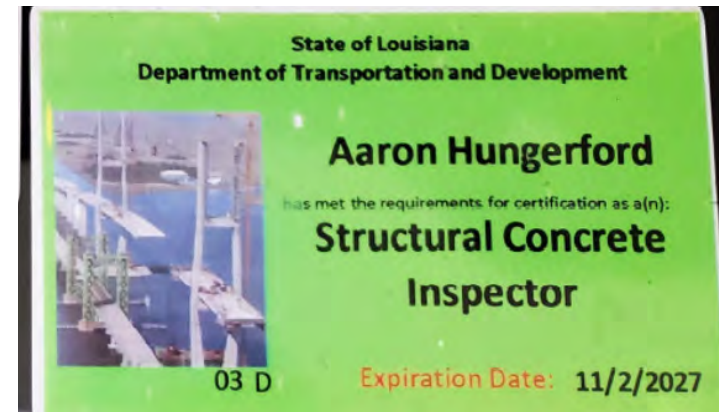 State of Louisiana
Department of Transportation and Development
Aaron Hungerford
has met the requirements for certification as a(n):
Structural Concrete
Inspector
03 D
Expiration Date: 11/2/2027